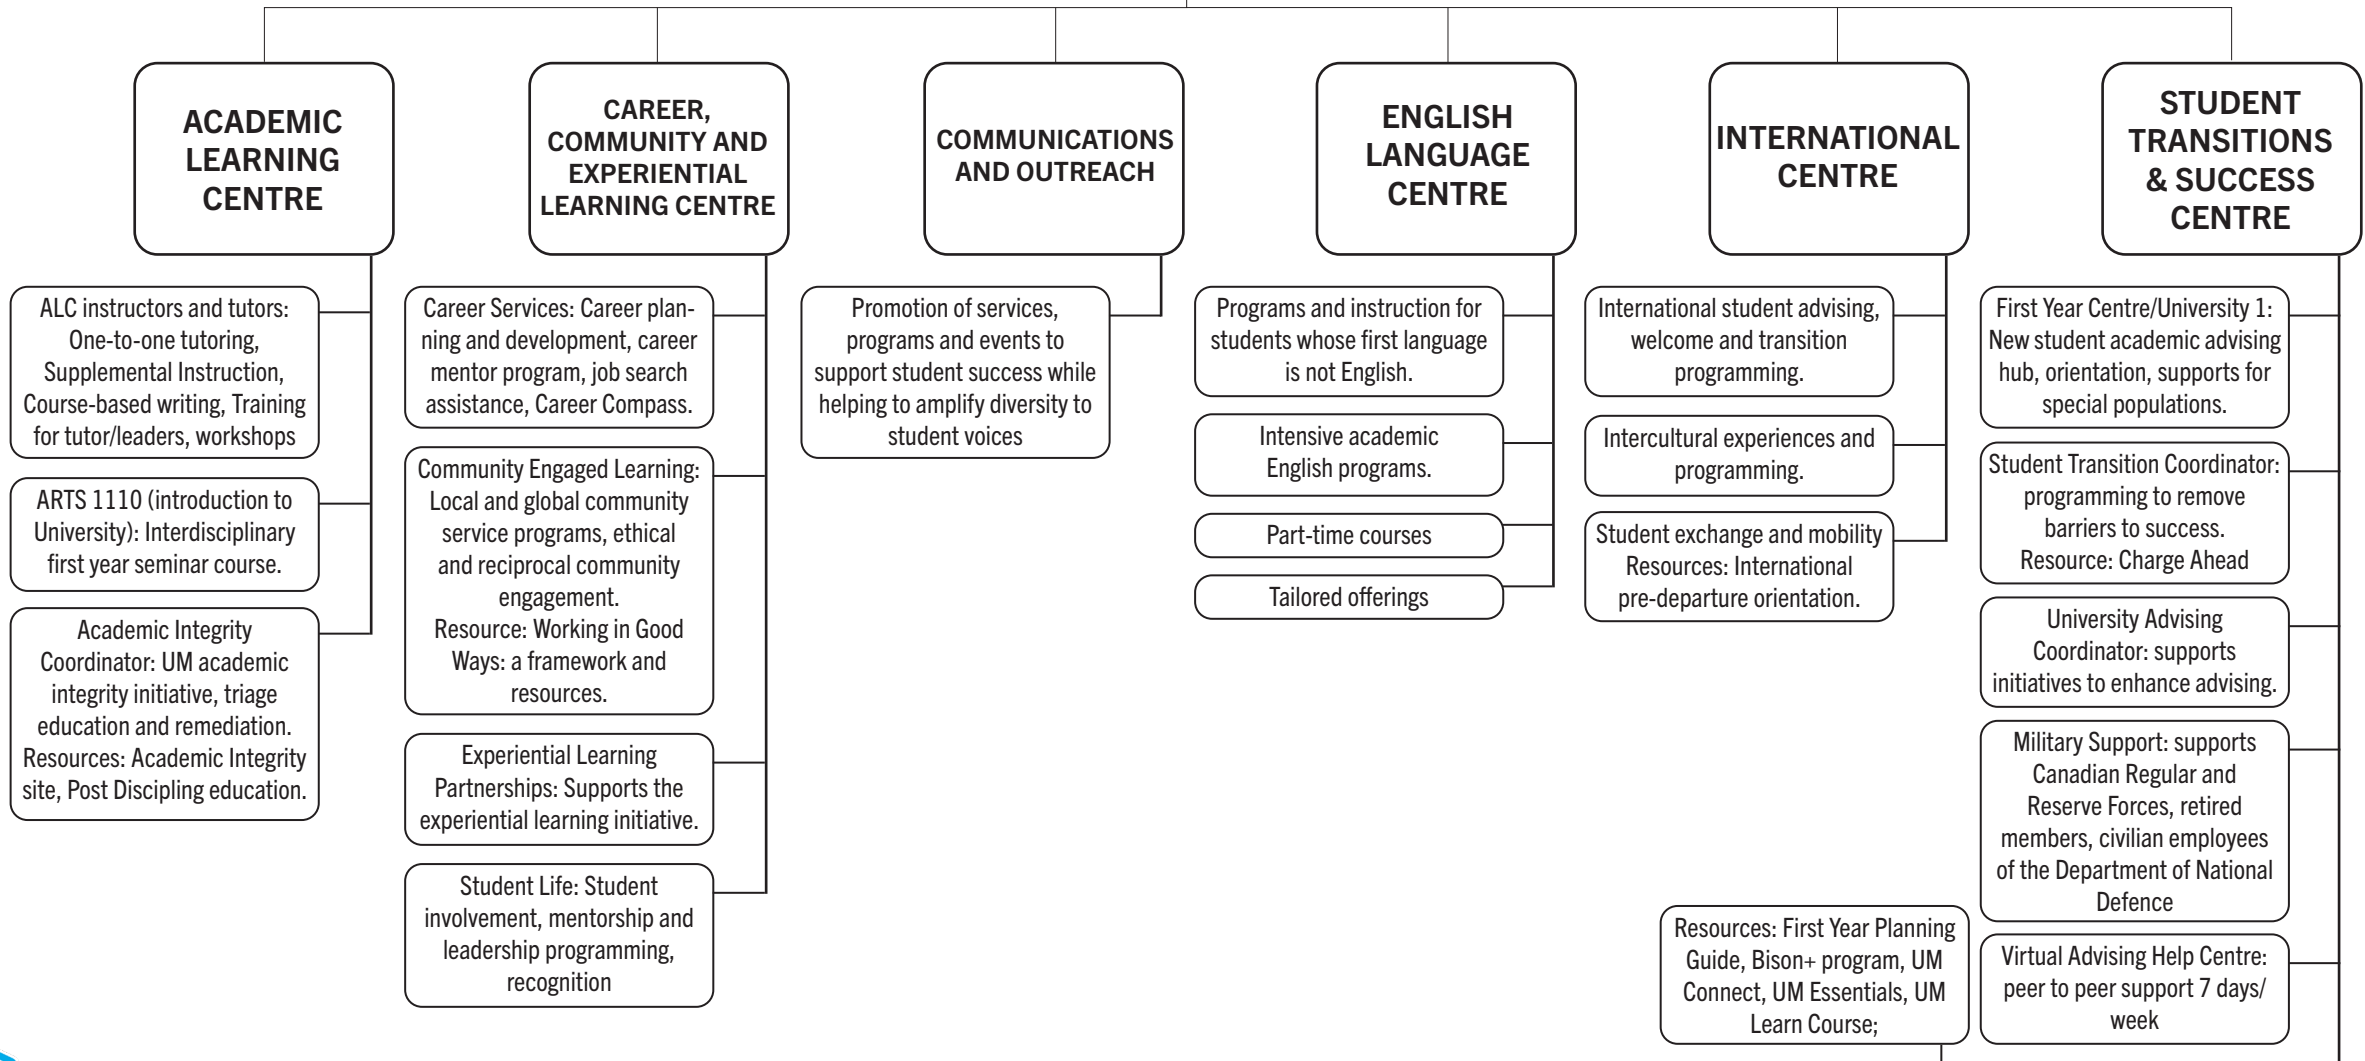 ACADEMIC
LEARNING
CENTRE
ALC instructors and tutors:
One-to-one tutoring,
Supplemental Instruction,
Course-based writing, Training
for tutor/leaders, workshops
ARTS 1110 (introduction to
University): Interdisciplinary
first year seminar course.
Academic Integrity
Coordinator: UM academic
integrity initiative, triage
education and remediation.
Resources: Academic Integrity
site, Post Discipling education.
CAREER,
COMMUNITY AND
EXPERIENTIAL
LEARNING CENTRE
Career Services: Career plan-
ning and development, career
mentor program, job search
assistance, Career Compass.
Community Engaged Learning:
Local and global community
service programs, ethical
and reciprocal community
engagement.
Resource: Working in Good
Ways: a framework and
resources.
Experiential Learning
Partnerships: Supports the
experiential learning initiative.
Student Life: Student
involvement, mentorship and
leadership programming,
recognition
COMMUNICATIONS
AND OUTREACH
Promotion of services,
programs and events to
support student success while
helping to amplify diversity to
student voices
ENGLISH
LANGUAGE
CENTRE
Programs and instruction for
students whose first language
is not English.
Intensive academic
English programs.
Part-time courses
Tailored offerings
INTERNATIONAL
CENTRE
International student advising,
welcome and transition
programming.
Intercultural experiences and
programming.
Student exchange and mobility
Resources: International
pre-departure orientation.
STUDENT
TRANSITIONS
& SUCCESS
CENTRE
First Year Centre/University 1:
New student academic advising
hub, orientation, supports for
special populations.
Student Transition Coordinator:
programming to remove
barriers to success.
Resource: Charge Ahead
University Advising
Coordinator: supports
initiatives to enhance advising.
Military Support: supports
Canadian Regular and
Reserve Forces, retired
members, civilian employees
of the Department of National
Defence
Virtual Advising Help Centre:
peer to peer support 7 days/
week
Resources: First Year Planning
Guide, Bison+ program, UM
Connect, UM Essentials, UM
Learn Course;